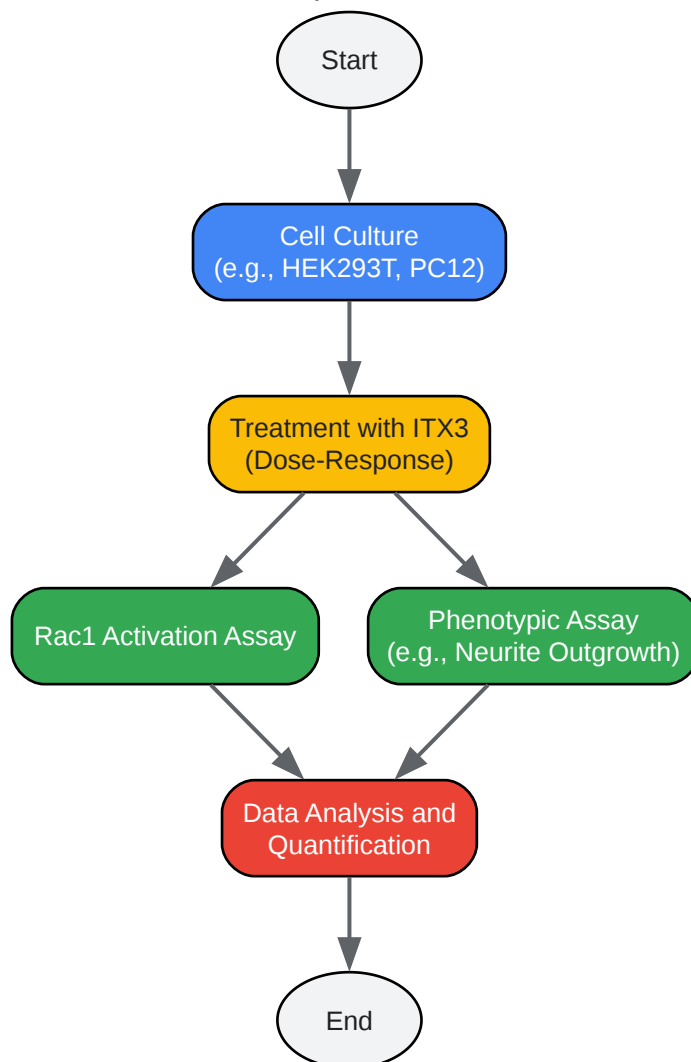 Start
Cell Culture
(e.g., HEK293T, PC12)
Treatment with ITX3
(Dose-Response)
Rac1 Activation Assay
Phenotypic Assay
(e.g., Neurite Outgrowth)
Data Analysis and
Quantification
End